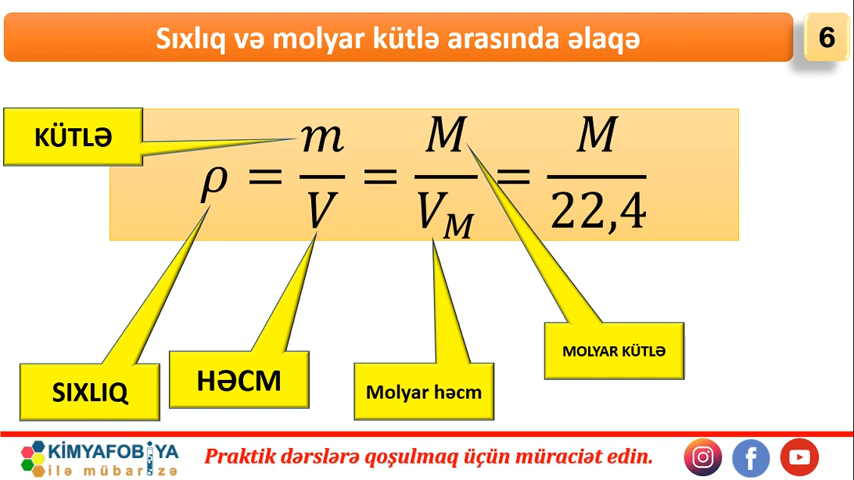 Sıxlıq və molyar kütlə arasında əlaqə
6
KÜTLƏ
ρ = m/V = M/V_M = M/22,4
SIXLIQ
HƏCM
Molyar həcm
MOLYAR KÜTLƏ
KİMYAFOBİYA
ilə mübarizə
Praktik dərslərə qoşulmaq üçün müraciət edin.